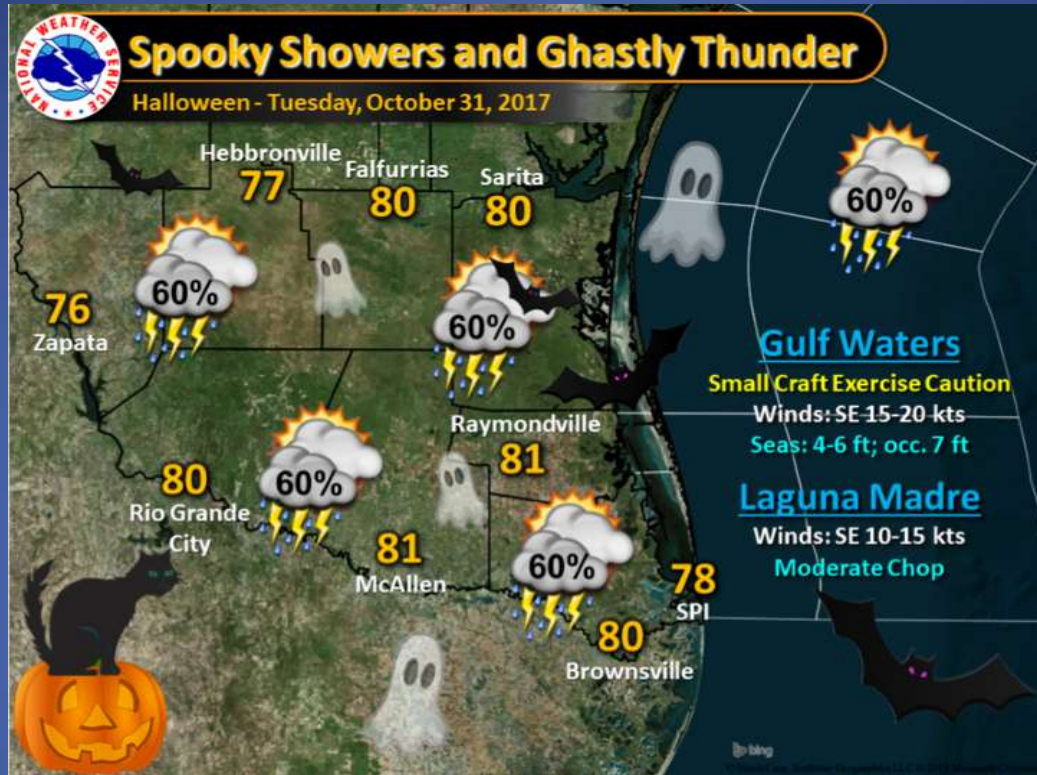 NATIONAL WEATHER SERVICE
Spooky Showers and Ghastly Thunder
Halloween - Tuesday, October 31, 2017
Hebbronville
77
Falfurrias
80
Sarita
80
60%
60%
60%
76
Zapata
Gulf Waters
Small Craft Exercise Caution
Winds: SE 15-20 kts
Seas: 4-6 ft; occ. 7 ft
Raymondville
81
60%
80
Rio Grande
City
Laguna Madre
Winds: SE 10-15 kts
Moderate Chop
81
McAllen
60%
78
SPI
80
Brownsville
bing